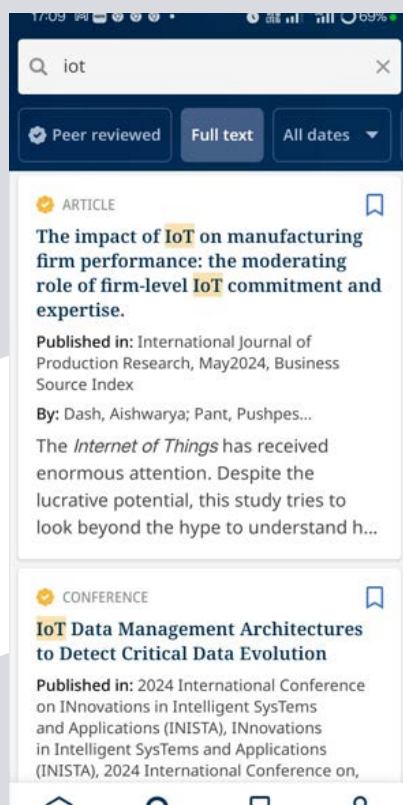 17:09
69%
iot
Peer reviewed
Full text
All dates
ARTICLE
The impact of IoT on manufacturing
firm performance: the moderating
role of firm-level IoT commitment and
expertise.
Published in: International Journal of
Production Research, May2024, Business
Source Index
By: Dash, Aishwarya; Pant, Pushpes...
The Internet of Things has received
enormous attention. Despite the
lucrative potential, this study tries to
look beyond the hype to understand h...
CONFERENCE
IoT Data Management Architectures
to Detect Critical Data Evolution
Published in: 2024 International Conference
on INnovations in Intelligent SysTems
and Applications (INISTA), INnovations
in Intelligent SysTems and Applications
(INISTA), 2024 International Conference on,